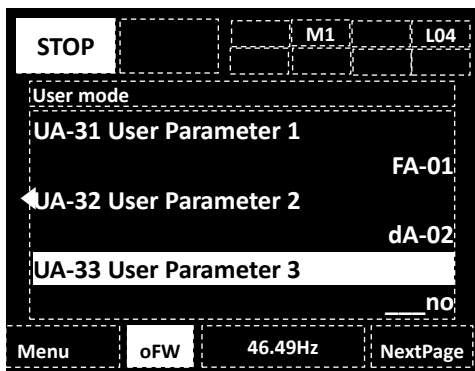 STOP M1 L04
User mode
UA-31 User Parameter 1
FA-01
UA-32 User Parameter 2
dA-02
UA-33 User Parameter 3
___no
Menu oFW 46.49Hz NextPage